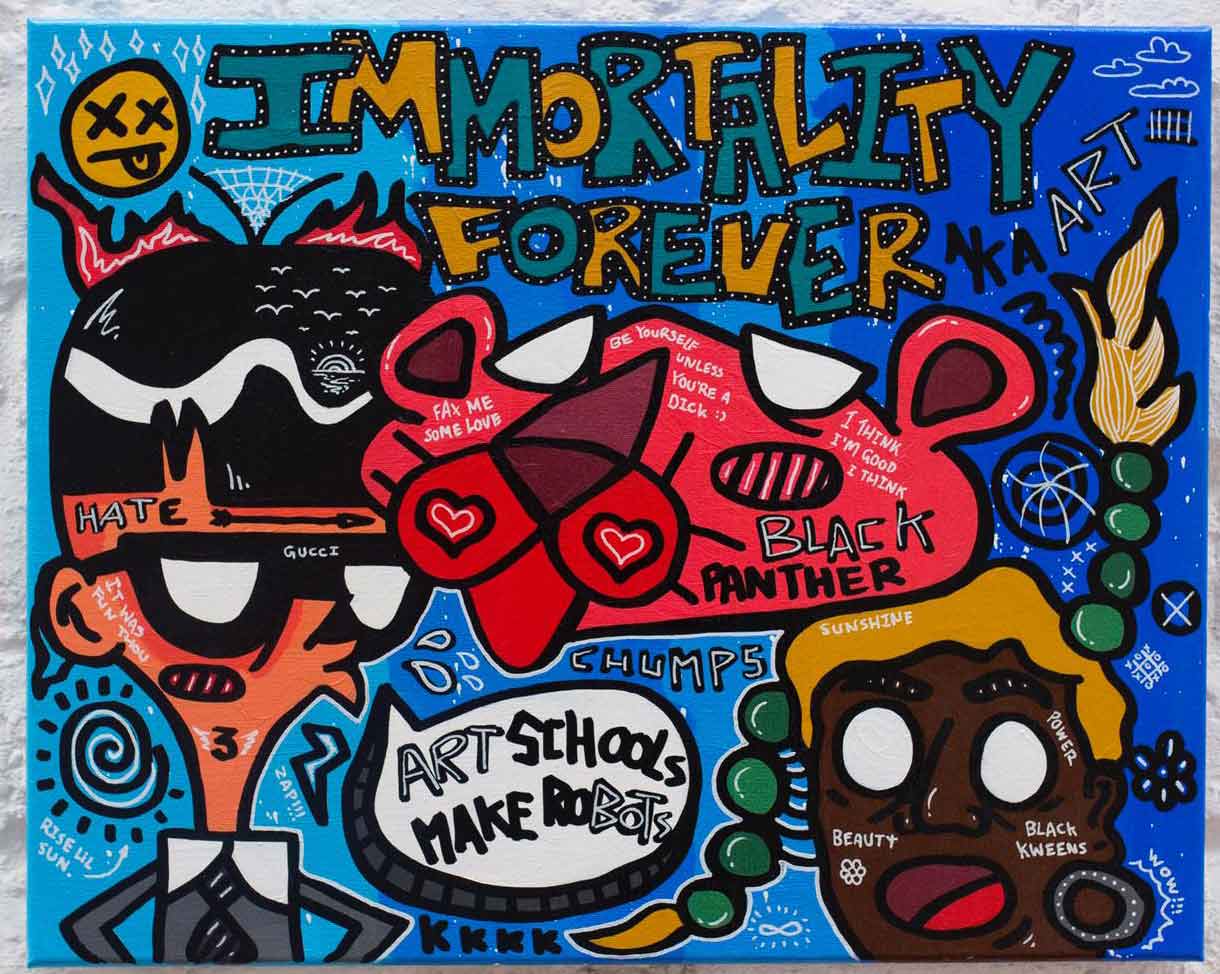 IMMORTALITY
FOREVER
AKA ART
BE YOURSELF
UNLESS
YOU'RE A
DICK :)
FAX ME
SOME LOVE
I THINK
I'M GOOD
I THINK
HATE
GUCCI
BLACK
PANTHER
IT WAS
FUN THOU
SUNSHINE
CHUMPS
3
ART SCHOOLS
MAKE ROBOTS
POWER
ZAP!!!
BEAUTY
BLACK
KWEENS
RISE LIL
SUN.
WOW!!!
KKKK